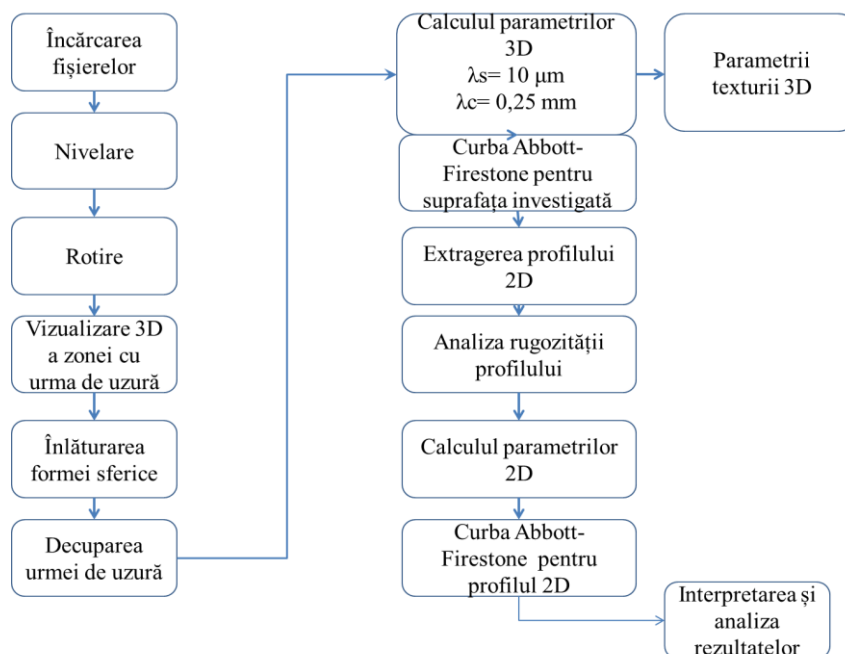 Încărcarea
fișierelor
Nivelare
Rotire
Vizualizare 3D
a zonei cu
urma de uzură
Înlăturarea
formei sferice
Decuparea
urmei de uzură
Calculul parametrilor
3D
λs= 10 μm
λc= 0,25 mm
Parametrii
texturii 3D
Curba Abbott-
Firestone pentru
suprafața investigată
Extragerea profilului
2D
Analiza rugozității
profilului
Calculul parametrilor
2D
Curba Abbott-
Firestone pentru
profilul 2D
Interpretarea și
analiza
rezultatelor